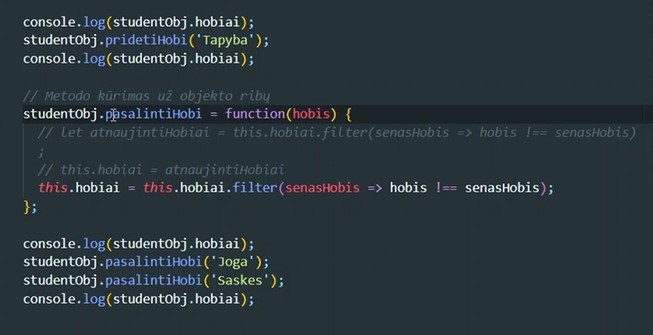 console.log(studentObj.hobiai);
studentObj.pridetiHobi('Tapyba');
console.log(studentObj.hobiai);
// Metodo kūrimas už objekto ribų
studentObj.pasalintiHobi = function(hobis) {
// let atnaujintiHobiai = this.hobiai.filter(senasHobis => hobis !== senasHobis)
;
// this.hobiai = atnaujintiHobiai
this.hobiai = this.hobiai.filter(senasHobis => hobis !== senasHobis);
};
console.log(studentObj.hobiai);
studentObj.pasalintiHobi('Joga');
studentObj.pasalintiHobi('Saskes');
console.log(studentObj.hobiai);